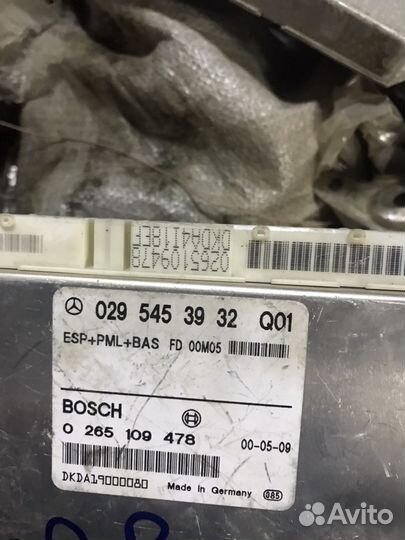 0265109478
DKDA4I18EL
029 545 39 32 Q01
ESP+PML+BAS FD 00M05
BOSCH
0 265 109 478
00-05-09
DKDA19000080
Made in Germany
Avito